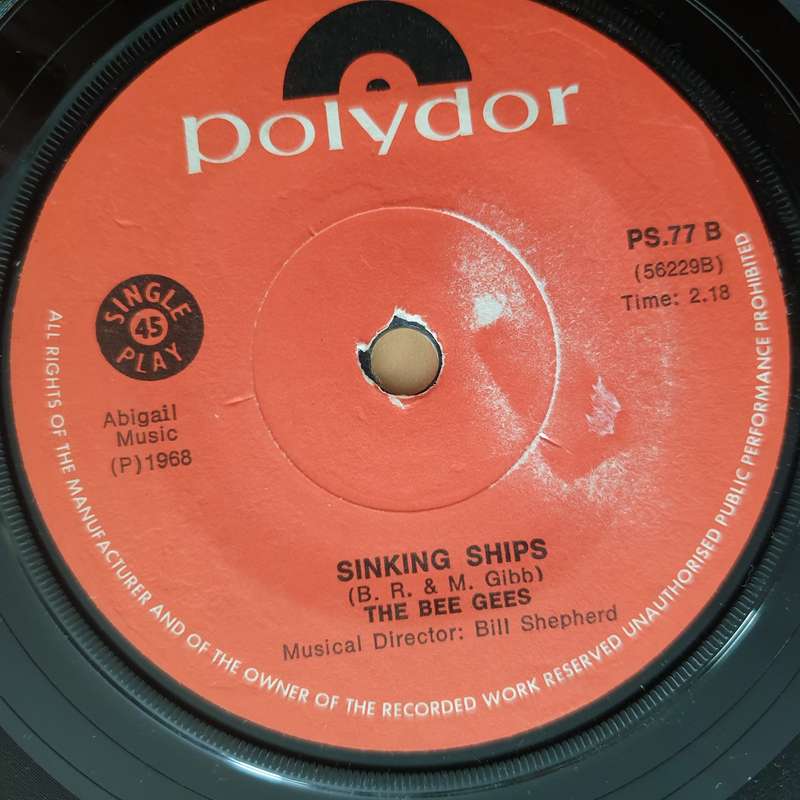 polydor
PS.77 B
(56229B)
Time: 2.18
SINGLE
45
PLAY
Abigail
Music
(P)1968
SINKING SHIPS
(B. R. & M. Gibb)
THE BEE GEES
Musical Director: Bill Shepherd
ALL RIGHTS OF THE MANUFACTURER AND OF THE OWNER OF THE RECORDED WORK RESERVED UNAUTHORISED PUBLIC PERFORMANCE PROHIBITED